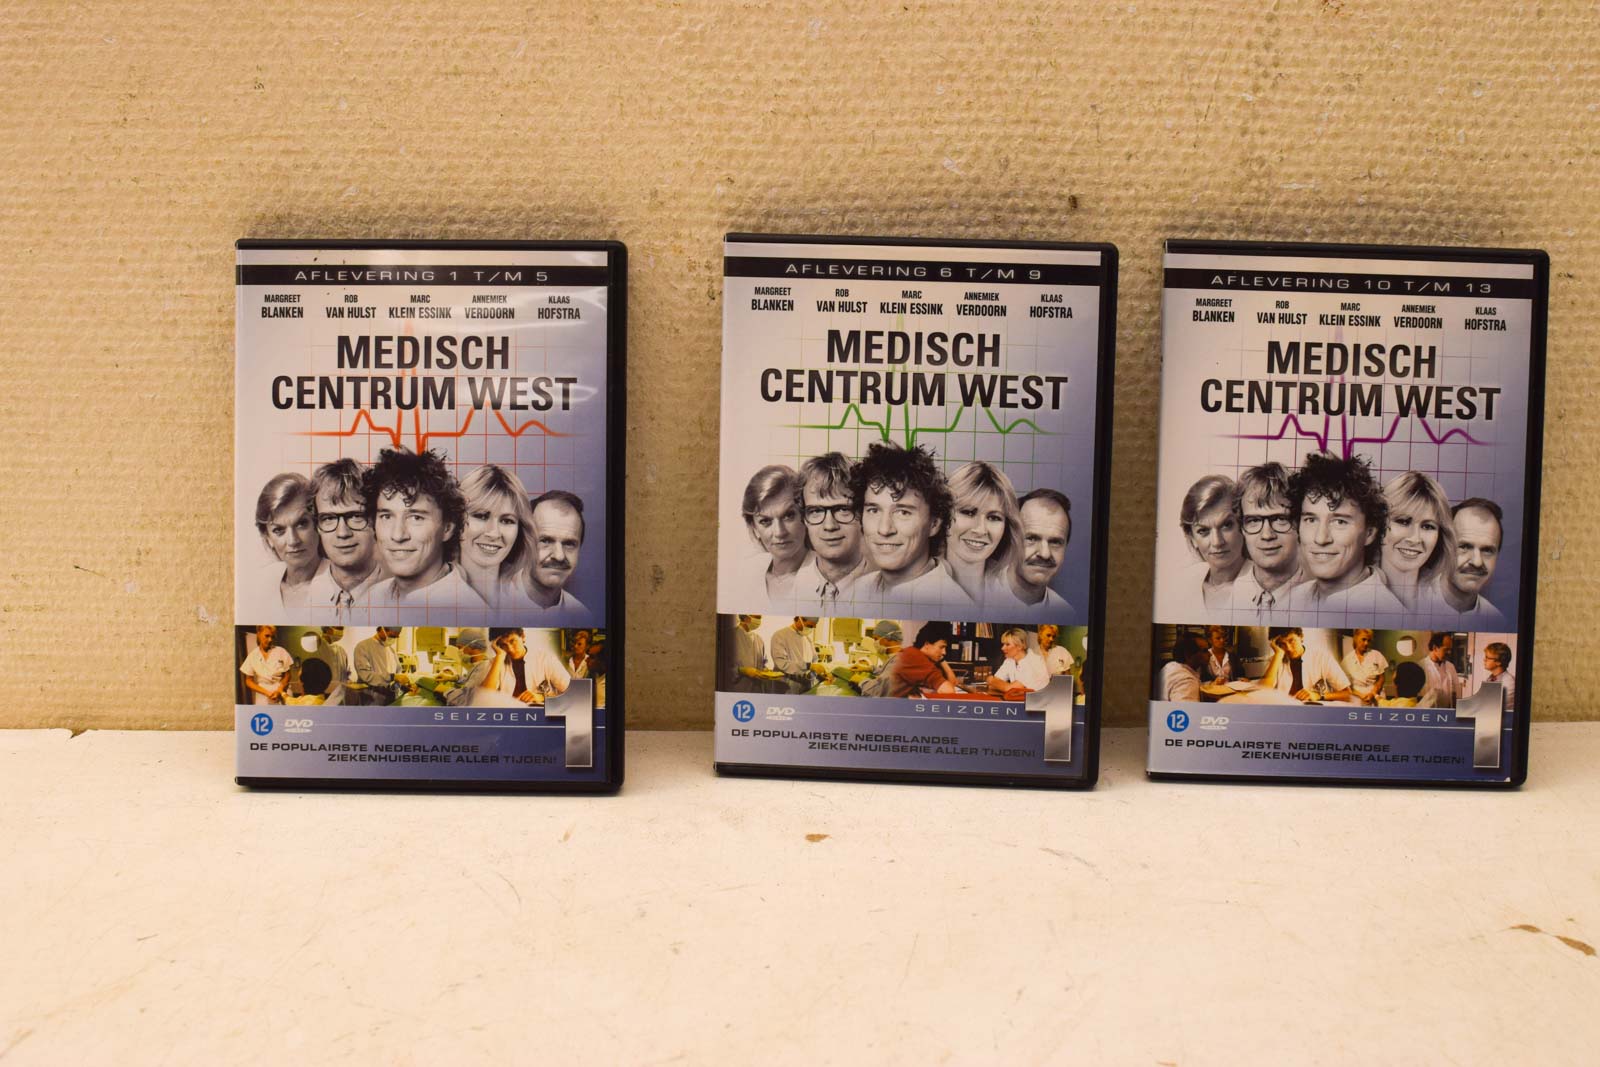 AFLEVERING 1 T/M 5
MARGREET BLANKEN
ROB VAN HULST
MARC KLEIN ESSINK
ANNEMIEK VERDOORN
KLAAS HOFSTRA
MEDISCH
CENTRUM WEST
SEIZOEN 1
12 DVD
DE POPULAIRSTE NEDERLANDSE
ZIEKENHUISSERIE ALLER TIJDEN!
AFLEVERING 6 T/M 9
MARGREET BLANKEN
ROB VAN HULST
MARC KLEIN ESSINK
ANNEMIEK VERDOORN
KLAAS HOFSTRA
MEDISCH
CENTRUM WEST
SEIZOEN 1
12 DVD
DE POPULAIRSTE NEDERLANDSE
ZIEKENHUISSERIE ALLER TIJDEN!
AFLEVERING 10 T/M 13
MARGREET BLANKEN
ROB VAN HULST
MARC KLEIN ESSINK
ANNEMIEK VERDOORN
KLAAS HOFSTRA
MEDISCH
CENTRUM WEST
SEIZOEN 1
12 DVD
DE POPULAIRSTE NEDERLANDSE
ZIEKENHUISSERIE ALLER TIJDEN!